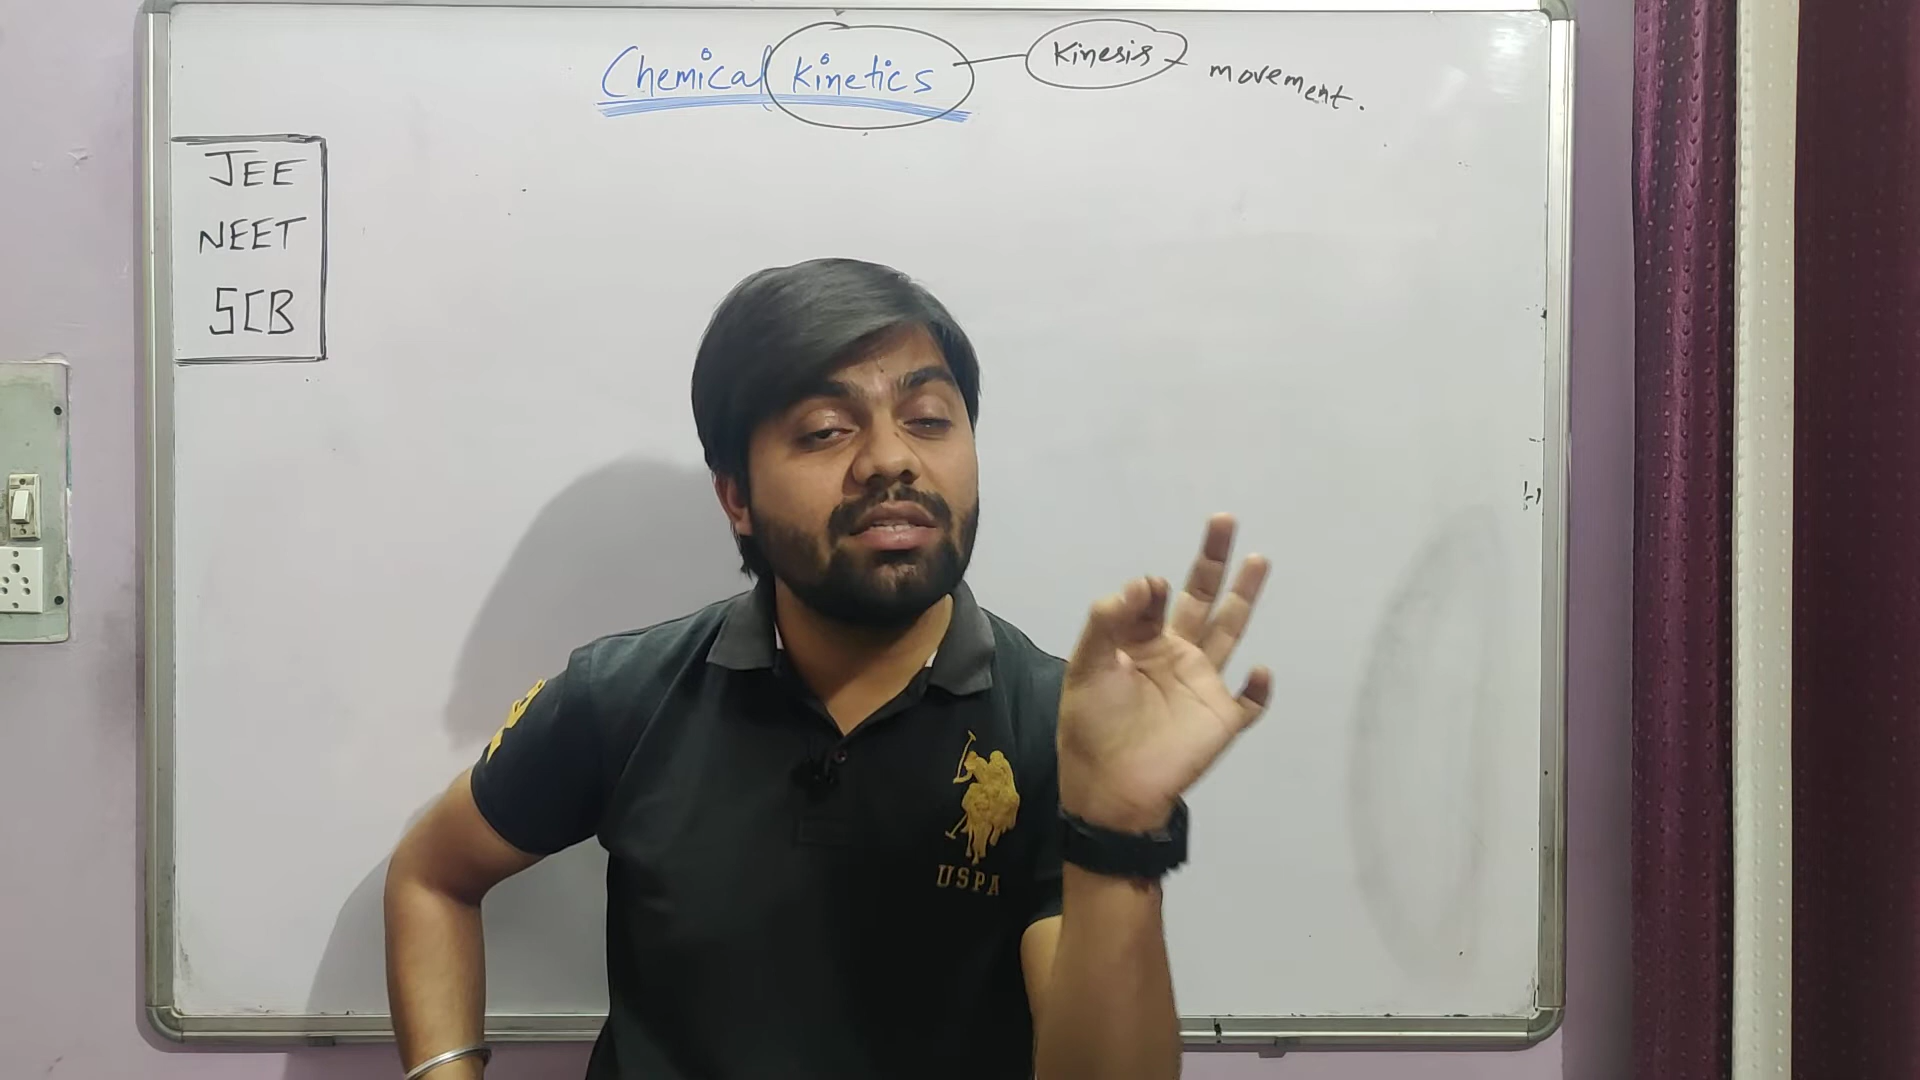 Chemical Kinetics
Kinesis
movement.
JEE
NEET
SCB
USPA